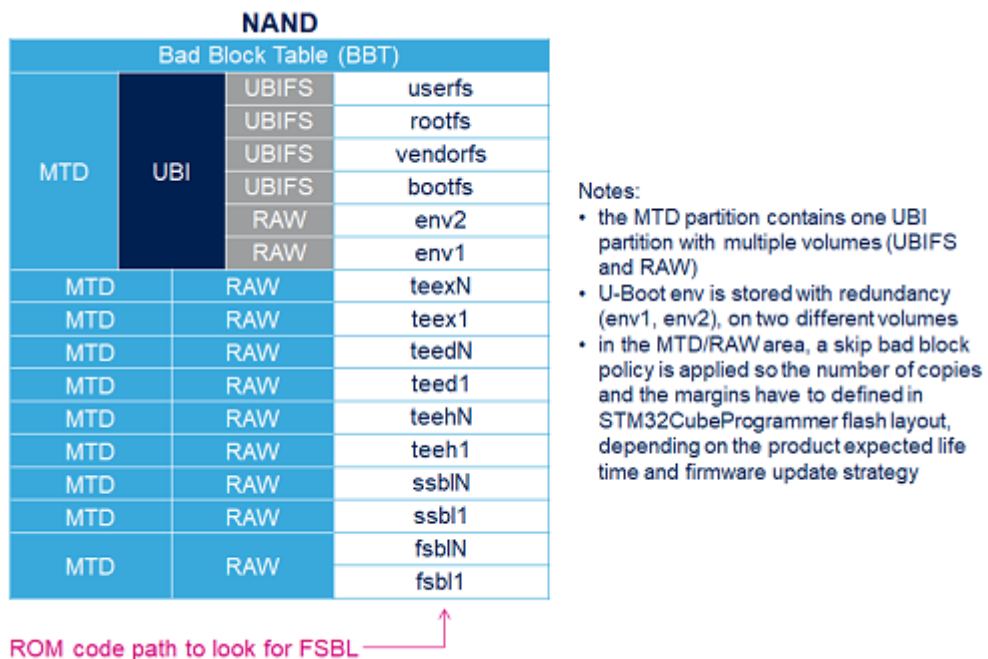 NAND
Bad Block Table (BBT)
MTD UBI UBIFS userfs
UBIFS rootfs
UBIFS vendorfs
UBIFS bootfs
RAW env2
RAW env1
MTD RAW teexN
MTD RAW teex1
MTD RAW teedN
MTD RAW teed1
MTD RAW teehN
MTD RAW teeh1
MTD RAW ssblN
MTD RAW ssbl1
MTD RAW fsblN
fsbl1
ROM code path to look for FSBL
Notes:
• the MTD partition contains one UBI
partition with multiple volumes (UBIFS
and RAW)
• U-Boot env is stored with redundancy
(env1, env2), on two different volumes
• in the MTD/RAW area, a skip bad block
policy is applied so the number of copies
and the margins have to defined in
STM32CubeProgrammer flash layout,
depending on the product expected life
time and firmware update strategy